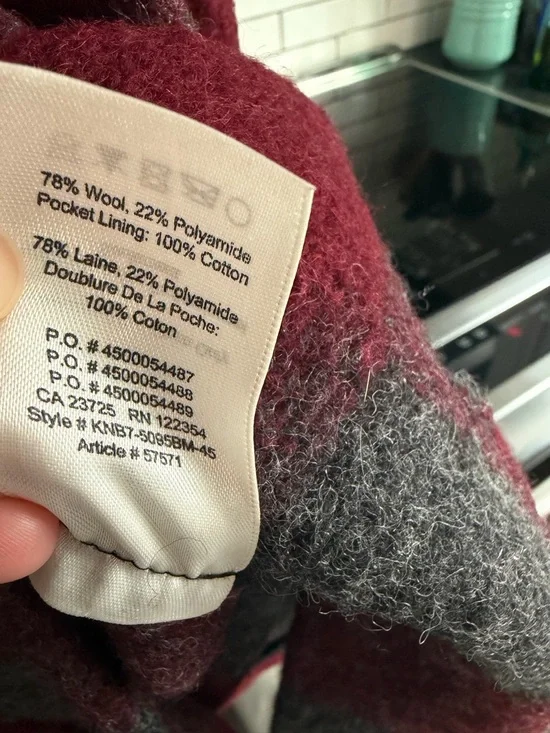 78% Wool, 22% Polyamide
Pocket Lining: 100% Cotton
78% Laine, 22% Polyamide
Doublure De La Poche:
100% Coton
P.O. # 4500054487
P.O. # 4500054488
P.O. # 4500054489
CA 23725 RN 122354
Style # KNB7-5095BM-45
Article # 57571